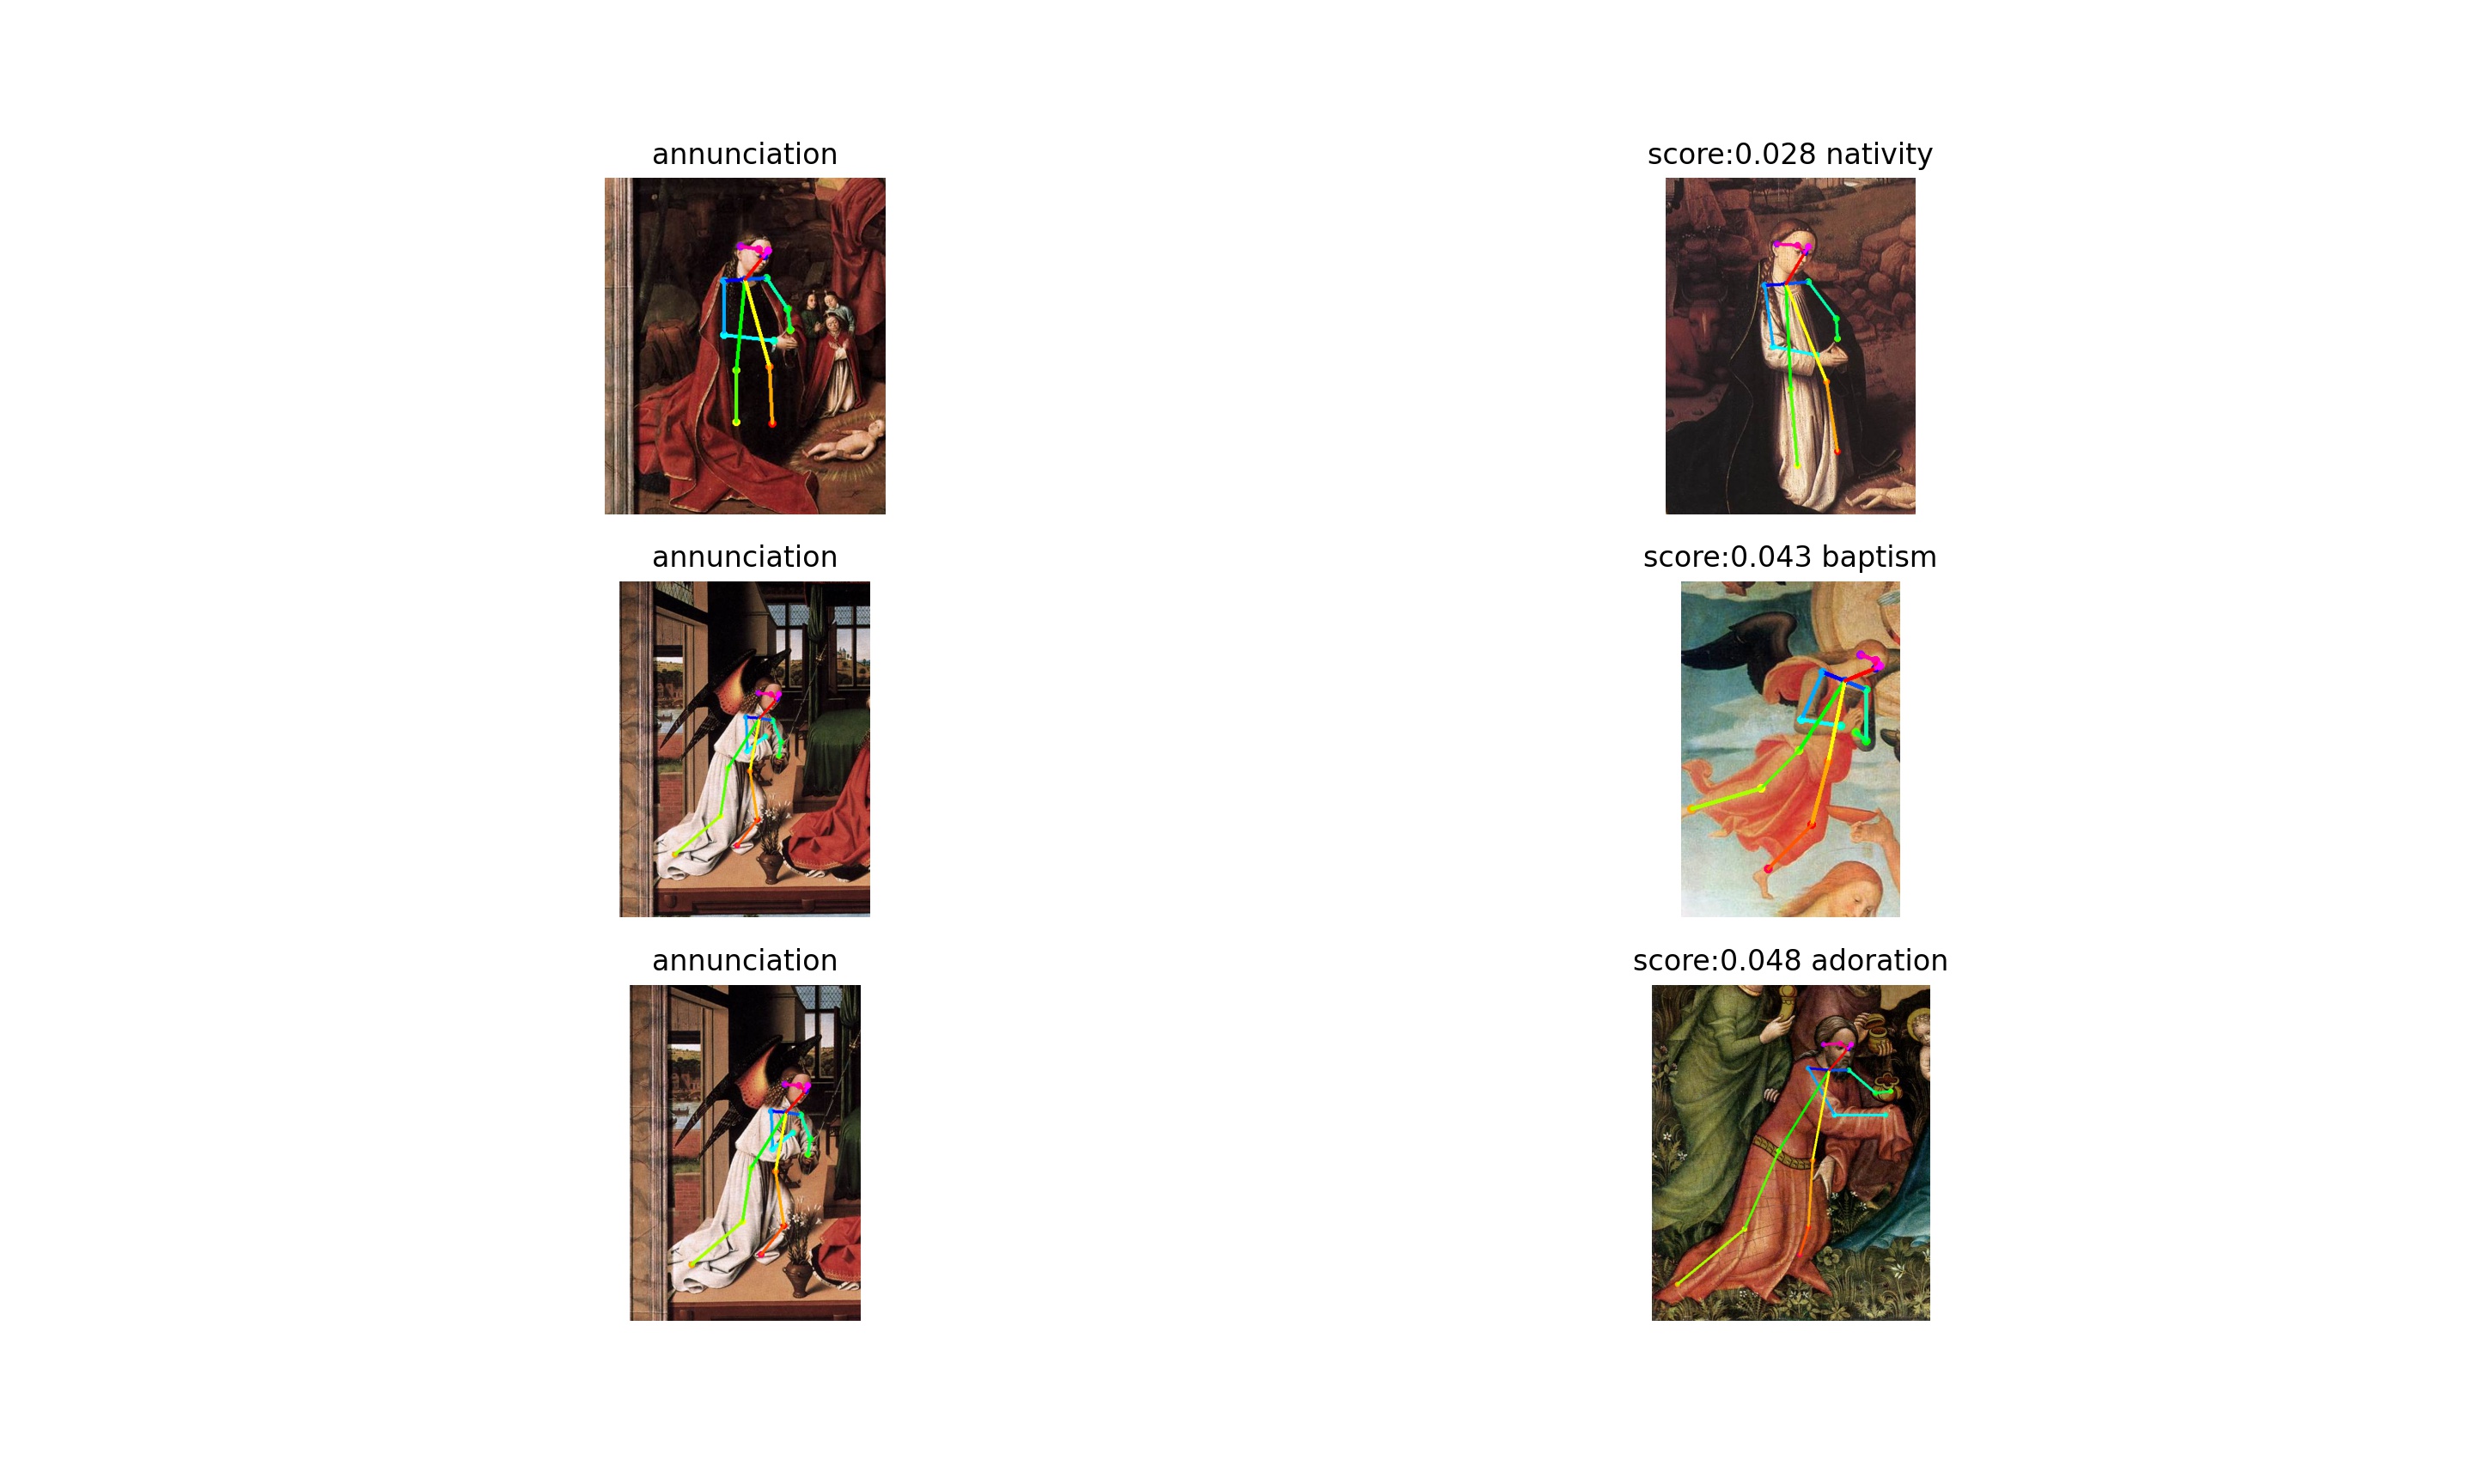 annunciation
score:0.028 nativity
annunciation
score:0.043 baptism
annunciation
score:0.048 adoration